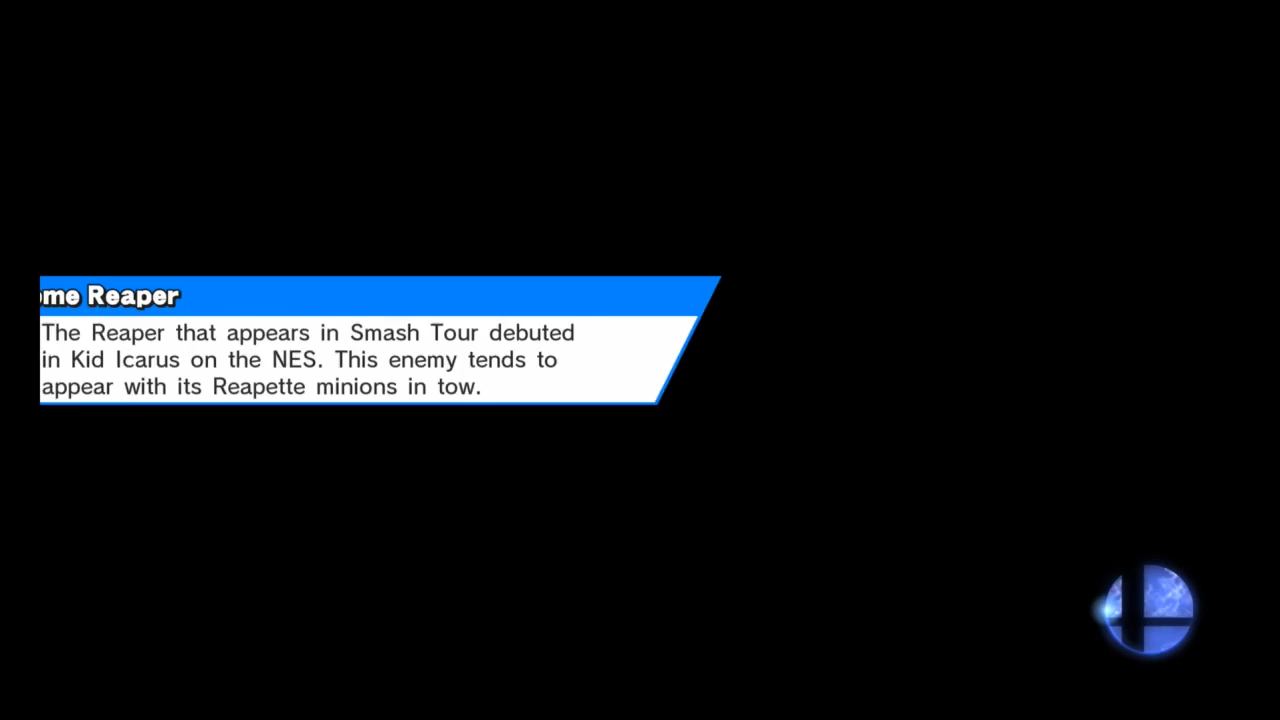 ome Reaper
The Reaper that appears in Smash Tour debuted
in Kid Icarus on the NES. This enemy tends to
appear with its Reapette minions in tow.